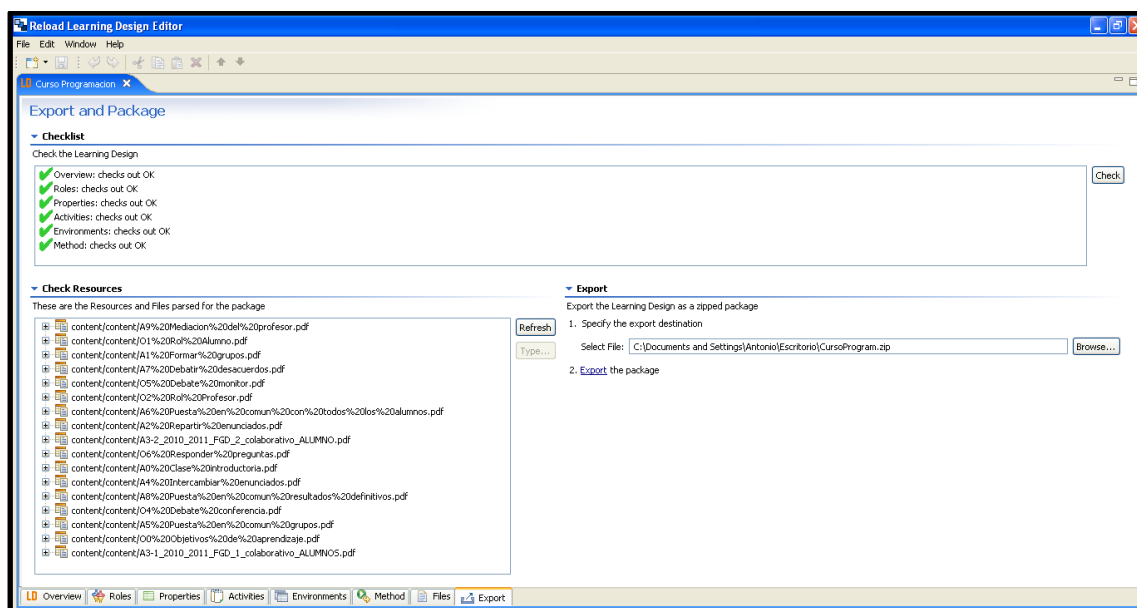 Reload Learning Design Editor
File Edit Window Help
LD Curso Programacion
Export and Package
Checklist
Check the Learning Design
Overview: checks out OK
Roles: checks out OK
Properties: checks out OK
Activities: checks out OK
Environments: checks out OK
Method: checks out OK
Check
Check Resources
These are the Resources and Files parsed for the package
content/content/A9%20Mediacion%20del%20profesor.pdf
content/content/O1%20Rol%20Alumno.pdf
content/content/A1%20Formar%20grupos.pdf
content/content/A7%20Debatir%20desacuerdos.pdf
content/content/O5%20Debate%20monitor.pdf
content/content/O2%20Rol%20Profesor.pdf
content/content/A6%20Puesta%20en%20comun%20con%20todos%20los%20alumnos.pdf
content/content/A2%20Repartir%20enunciados.pdf
content/content/A3-2_2010_2011_FGD_2_colaborativo_ALUMNO.pdf
content/content/O6%20Responder%20preguntas.pdf
content/content/A0%20Clase%20introductoria.pdf
content/content/A4%20Intercambiar%20enunciados.pdf
content/content/A8%20Puesta%20en%20comun%20resultados%20definitivos.pdf
content/content/O4%20Debate%20conferencia.pdf
content/content/A5%20Puesta%20en%20comun%20grupos.pdf
content/content/O0%20Objetivos%20de%20aprendizaje.pdf
content/content/A3-1_2010_2011_FGD_1_colaborativo_ALUMNOS.pdf
Refresh
Type...
Export
Export the Learning Design as a zipped package
1. Specify the export destination
Select File: C:\Documents and Settings\Antonio\Escritorio\CursoProgram.zip Browse...
2. Export the package
LD Overview Roles Properties Activities Environments Method Files Export